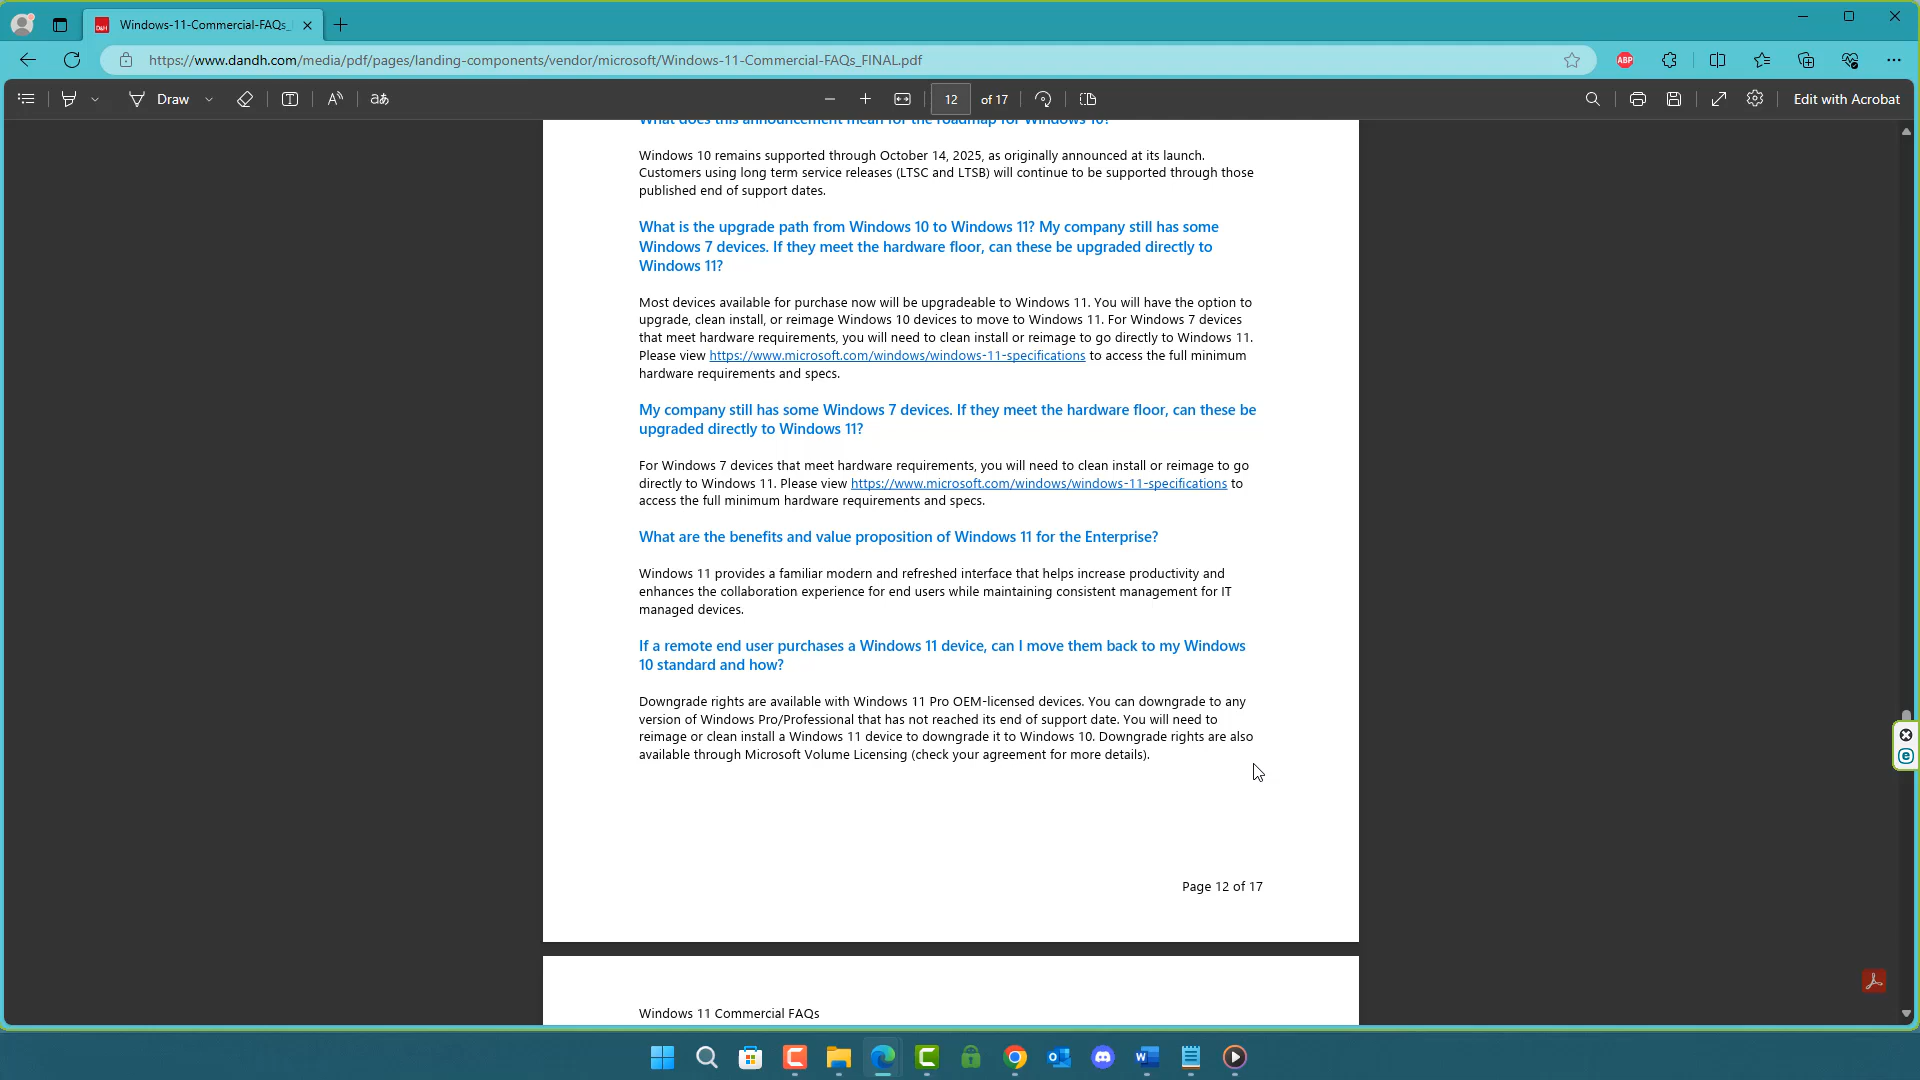 Windows-11-Commercial-FAQs_
https://www.dandh.com/media/pdf/pages/landing-components/vendor/microsoft/Windows-11-Commercial-FAQs_FINAL.pdf
ABP
Draw
aあ
12 of 17
Edit with Acrobat
What does this announcement mean for the roadmap for Windows 10?
Windows 10 remains supported through October 14, 2025, as originally announced at its launch.
Customers using long term service releases (LTSC and LTSB) will continue to be supported through those
published end of support dates.
What is the upgrade path from Windows 10 to Windows 11? My company still has some
Windows 7 devices. If they meet the hardware floor, can these be upgraded directly to
Windows 11?
Most devices available for purchase now will be upgradeable to Windows 11. You will have the option to
upgrade, clean install, or reimage Windows 10 devices to move to Windows 11. For Windows 7 devices
that meet hardware requirements, you will need to clean install or reimage to go directly to Windows 11.
Please view https://www.microsoft.com/windows/windows-11-specifications to access the full minimum
hardware requirements and specs.
My company still has some Windows 7 devices. If they meet the hardware floor, can these be
upgraded directly to Windows 11?
For Windows 7 devices that meet hardware requirements, you will need to clean install or reimage to go
directly to Windows 11. Please view https://www.microsoft.com/windows/windows-11-specifications to
access the full minimum hardware requirements and specs.
What are the benefits and value proposition of Windows 11 for the Enterprise?
Windows 11 provides a familiar modern and refreshed interface that helps increase productivity and
enhances the collaboration experience for end users while maintaining consistent management for IT
managed devices.
If a remote end user purchases a Windows 11 device, can I move them back to my Windows
10 standard and how?
Downgrade rights are available with Windows 11 Pro OEM-licensed devices. You can downgrade to any
version of Windows Pro/Professional that has not reached its end of support date. You will need to
reimage or clean install a Windows 11 device to downgrade it to Windows 10. Downgrade rights are also
available through Microsoft Volume Licensing (check your agreement for more details).
Page 12 of 17
Windows 11 Commercial FAQs